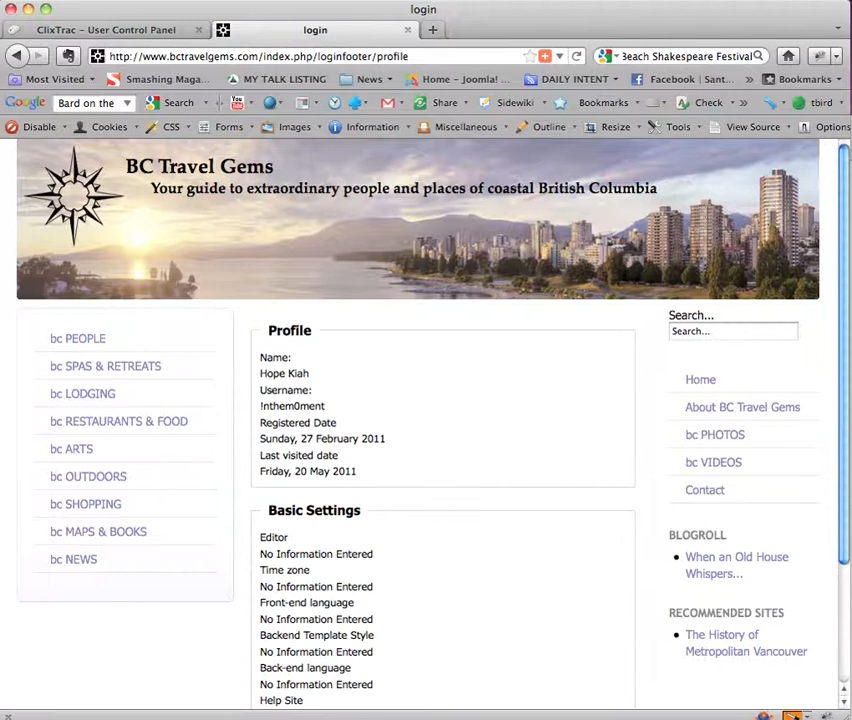 login
ClixTrac – User Control Panel
login
http://www.bctravelgems.com/index.php/loginfooter/profile
Beach Shakespeare Festival
Most Visited
Smashing Maga...
MY TALK LISTING
News
Home – Joomla! ...
DAILY INTENT
Facebook | Sant...
Bookmarks
Google
Bard on the
Search
Share
Sidewiki
Bookmarks
Check
tbird
Disable
Cookies
CSS
Forms
Images
Information
Miscellaneous
Outline
Resize
Tools
View Source
Options
BC Travel Gems
Your guide to extraordinary people and places of coastal British Columbia
bc PEOPLE
bc SPAS & RETREATS
bc LODGING
bc RESTAURANTS & FOOD
bc ARTS
bc OUTDOORS
bc SHOPPING
bc MAPS & BOOKS
bc NEWS
Profile
Name:
Hope Kiah
Username:
!nthem0ment
Registered Date
Sunday, 27 February 2011
Last visited date
Friday, 20 May 2011
Basic Settings
Editor
No Information Entered
Time zone
No Information Entered
Front-end language
No Information Entered
Backend Template Style
No Information Entered
Back-end language
No Information Entered
Help Site
Search...
Search...
Home
About BC Travel Gems
bc PHOTOS
bc VIDEOS
Contact
BLOGROLL
When an Old House
Whispers...
RECOMMENDED SITES
The History of
Metropolitan Vancouver